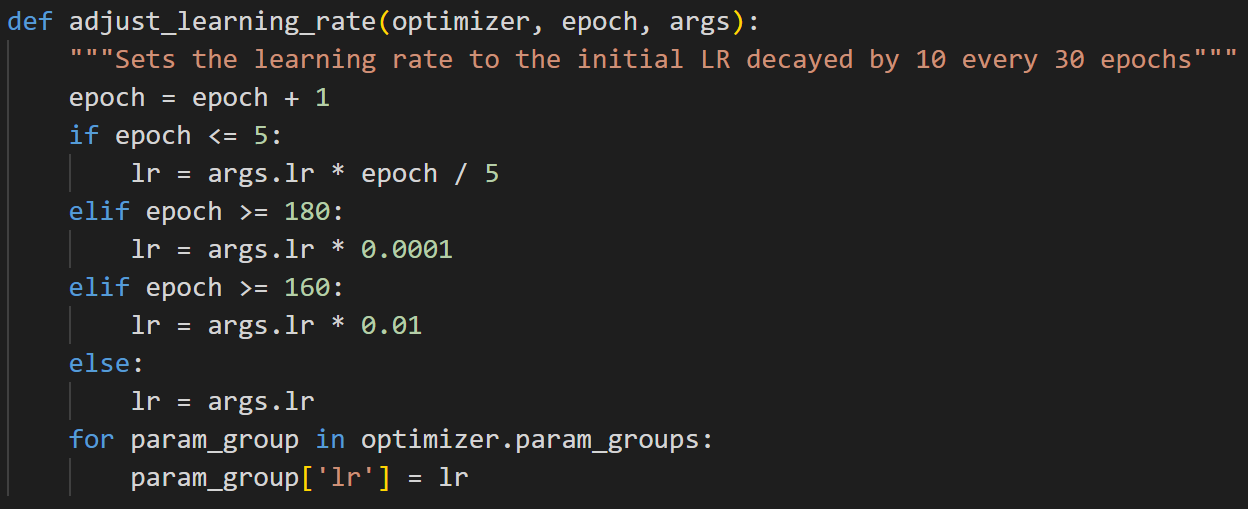 def adjust_learning_rate(optimizer, epoch, args):
    """Sets the learning rate to the initial LR decayed by 10 every 30 epochs"""
    epoch = epoch + 1
    if epoch <= 5:
        lr = args.lr * epoch / 5
    elif epoch >= 180:
        lr = args.lr * 0.0001
    elif epoch >= 160:
        lr = args.lr * 0.01
    else:
        lr = args.lr
    for param_group in optimizer.param_groups:
        param_group['lr'] = lr